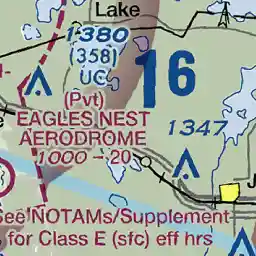 Lake
1380
(358)
UC
16
(Pvt)
EAGLES NEST
AERODROME
1000 - 20
1347
J
See NOTAMs/Supplement
for Class E (sfc) eff hrs